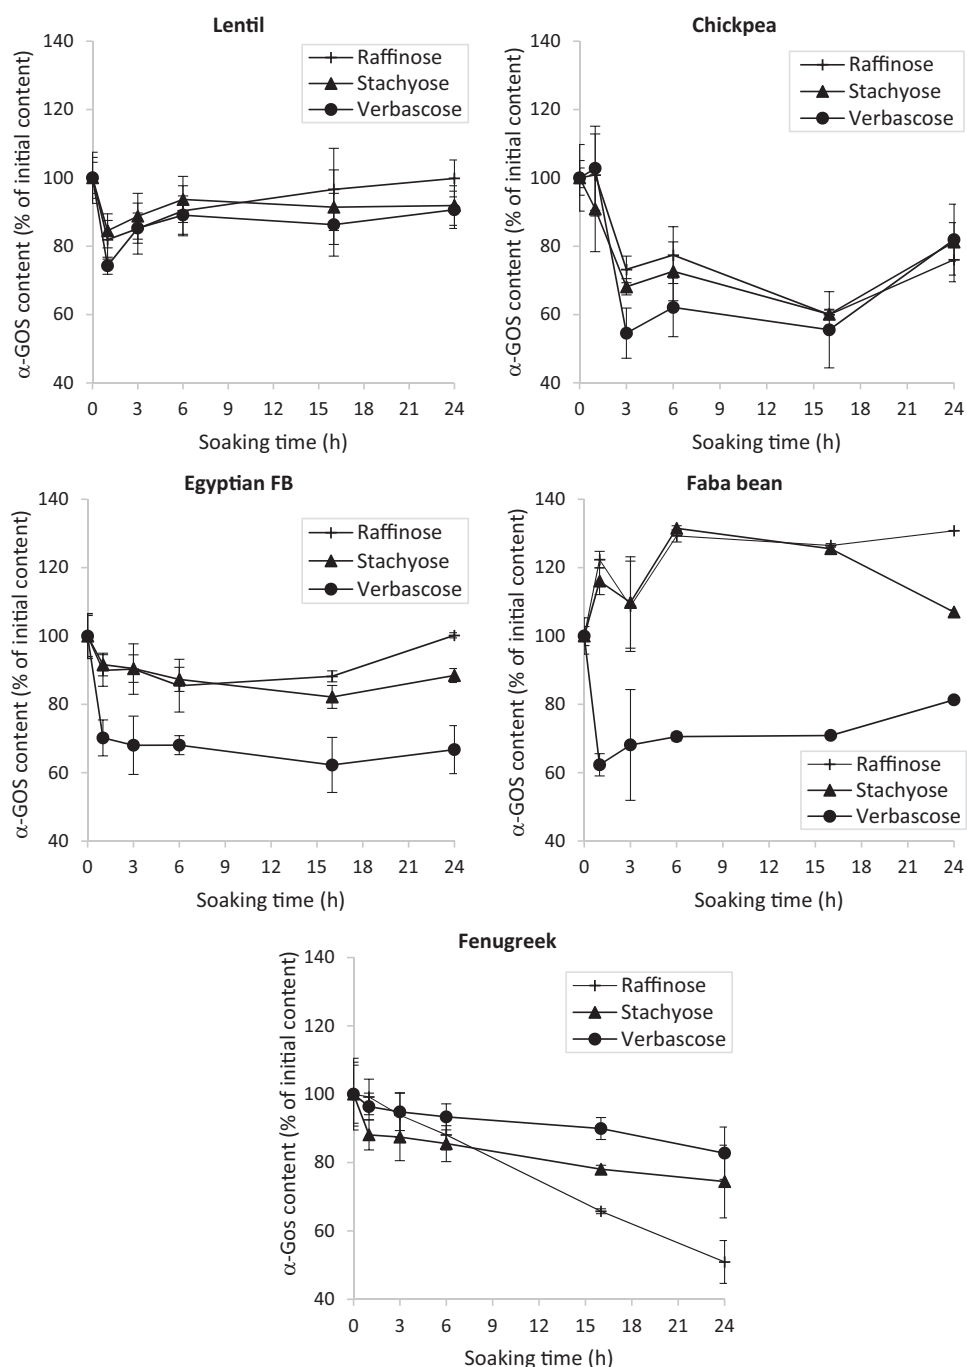 Lentil
140
120
100
80
60
40
α-GOS content (% of initial content)
Raffinose
Stachyose
Verbascose
0 3 6 9 12 15 18 21 24
Soaking time (h)
Chickpea
140
120
100
80
60
40
α-GOS content (% of initial content)
Raffinose
Stachyose
Verbascose
0 3 6 9 12 15 18 21 24
Soaking time (h)
Egyptian FB
140
120
100
80
60
40
α-GOS content (% of initial content)
Raffinose
Stachyose
Verbascose
0 3 6 9 12 15 18 21 24
Soaking time (h)
Faba bean
140
120
100
80
60
40
α-GOS content (% of initial content)
Raffinose
Stachyose
Verbascose
0 3 6 9 12 15 18 21 24
Soaking time (h)
Fenugreek
140
120
100
80
60
40
α-Gos content (% of initial content)
Raffinose
Stachyose
Verbascose
0 3 6 9 12 15 18 21 24
Soaking time (h)